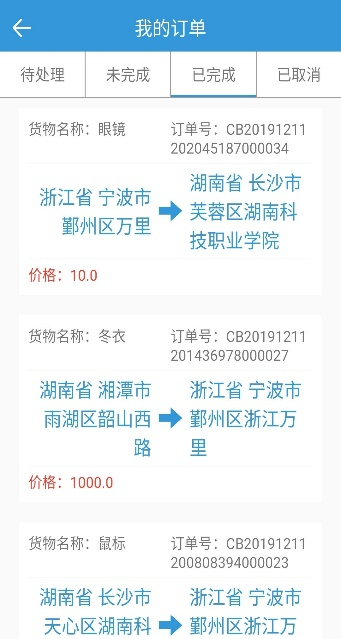 我的订单
待处理 未完成 已完成 已取消
货物名称：眼镜 订单号：CB20191211
202045187000034
浙江省 宁波市
鄞州区万里
湖南省 长沙市
芙蓉区湖南科
技职业学院
价格：10.0
货物名称：冬衣 订单号：CB20191211
201436978000027
湖南省 湘潭市
雨湖区韶山西
路
浙江省 宁波市
鄞州区浙江万
里
价格：1000.0
货物名称：鼠标 订单号：CB20191211
200808394000023
湖南省 长沙市
天心区湖南科
浙江省 宁波市
鄞州区浙江万